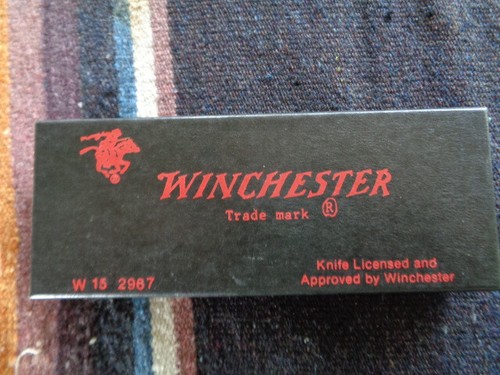 WINCHESTER
Trade mark ®
Knife Licensed and
Approved by Winchester
W 15 2967